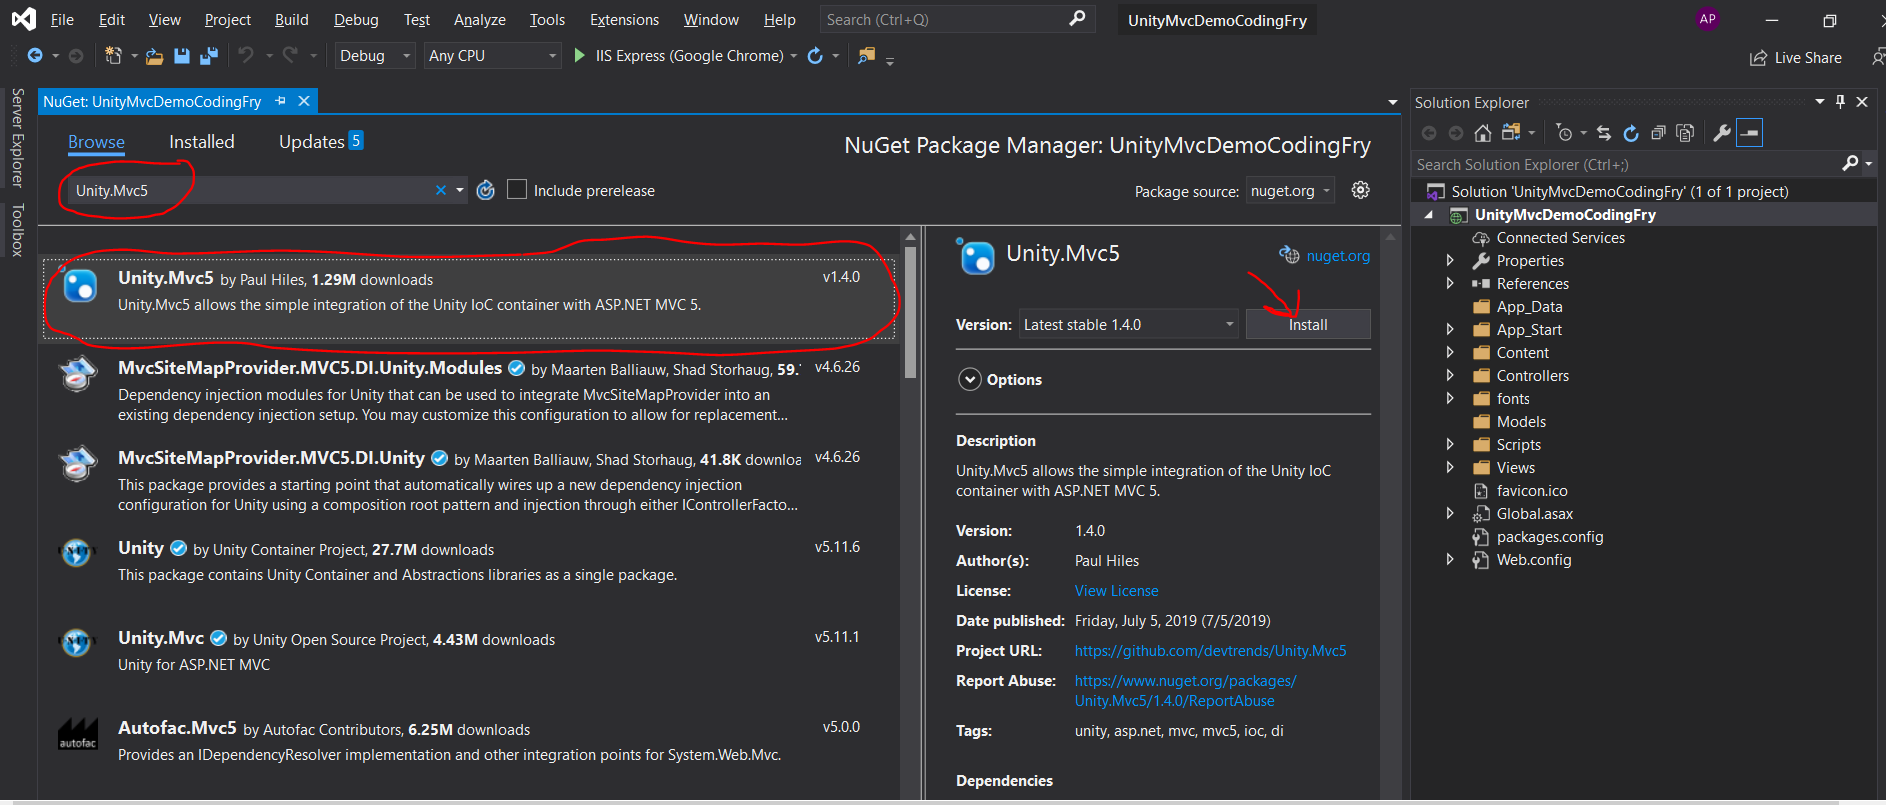 File Edit View Project Build Debug Test Analyze Tools Extensions Window Help Search (Ctrl+Q) UnityMvcDemoCodingFry AP
Debug Any CPU IIS Express (Google Chrome) Live Share
Server Explorer
Toolbox
NuGet: UnityMvcDemoCodingFry
Browse Installed Updates 5
NuGet Package Manager: UnityMvcDemoCodingFry
Unity.Mvc5 Include prerelease
Package source: nuget.org
Unity.Mvc5 by Paul Hiles, 1.29M downloads v1.4.0
Unity.Mvc5 allows the simple integration of the Unity IoC container with ASP.NET MVC 5.
MvcSiteMapProvider.MVC5.DI.Unity.Modules by Maarten Balliauw, Shad Storhaug, 59. v4.6.26
Dependency injection modules for Unity that can be used to integrate MvcSiteMapProvider into an
existing dependency injection setup. You may customize this configuration to allow for replacement...
MvcSiteMapProvider.MVC5.DI.Unity by Maarten Balliauw, Shad Storhaug, 41.8K downloa v4.6.26
This package provides a starting point that automatically wires up a new dependency injection
configuration for Unity using a composition root pattern and injection through either IControllerFacto...
Unity by Unity Container Project, 27.7M downloads v5.11.6
This package contains Unity Container and Abstractions libraries as a single package.
Unity.Mvc by Unity Open Source Project, 4.43M downloads v5.11.1
Unity for ASP.NET MVC
autofac
Autofac.Mvc5 by Autofac Contributors, 6.25M downloads v5.0.0
Provides an IDependencyResolver implementation and other integration points for System.Web.Mvc.
Unity.Mvc5 nuget.org
Version: Latest stable 1.4.0 Install
Options
Description
Unity.Mvc5 allows the simple integration of the Unity IoC
container with ASP.NET MVC 5.
Version: 1.4.0
Author(s): Paul Hiles
License: View License
Date published: Friday, July 5, 2019 (7/5/2019)
Project URL: https://github.com/devtrends/Unity.Mvc5
Report Abuse: https://www.nuget.org/packages/
Unity.Mvc5/1.4.0/ReportAbuse
Tags: unity, asp.net, mvc, mvc5, ioc, di
Dependencies
Solution Explorer
Search Solution Explorer (Ctrl+;)
Solution 'UnityMvcDemoCodingFry' (1 of 1 project)
UnityMvcDemoCodingFry
Connected Services
Properties
References
App_Data
App_Start
Content
Controllers
fonts
Models
Scripts
Views
favicon.ico
Global.asax
packages.config
Web.config